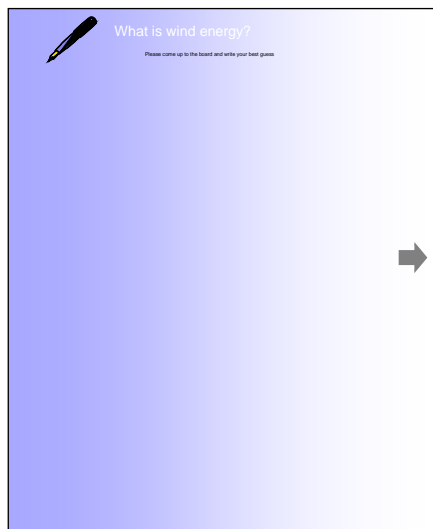 What is wind energy?
Please come up to the board and write your best guess